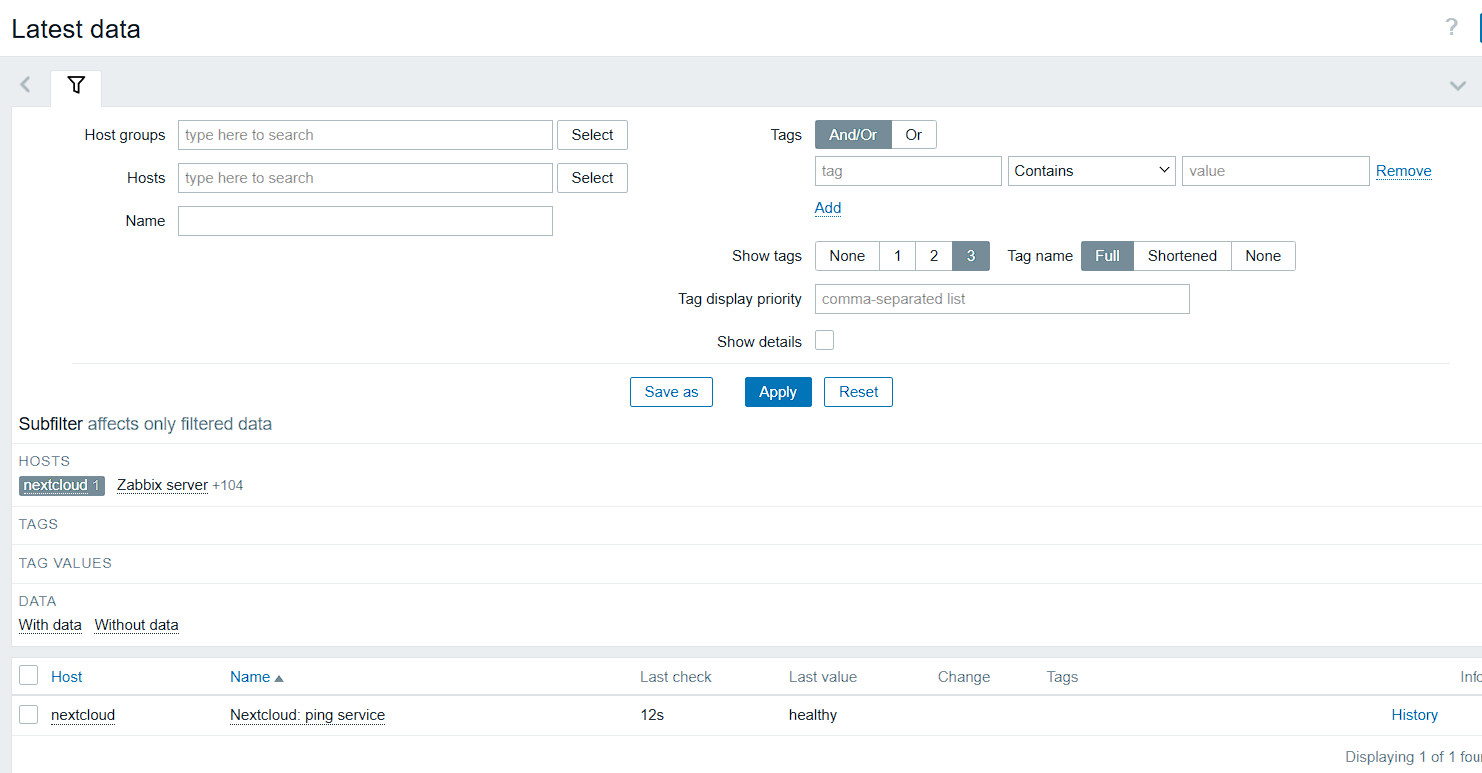 Latest data
?
Host groups type here to search Select
Tags And/Or Or
Hosts type here to search Select
tag Contains value Remove
Name
Add
Show tags None 1 2 3 Tag name Full Shortened None
Tag display priority comma-separated list
Show details
Save as Apply Reset
Subfilter affects only filtered data
HOSTS
nextcloud 1 Zabbix server +104
TAGS
TAG VALUES
DATA
With data Without data
Host Name Last check Last value Change Tags Info
nextcloud Nextcloud: ping service 12s healthy History
Displaying 1 of 1 fou